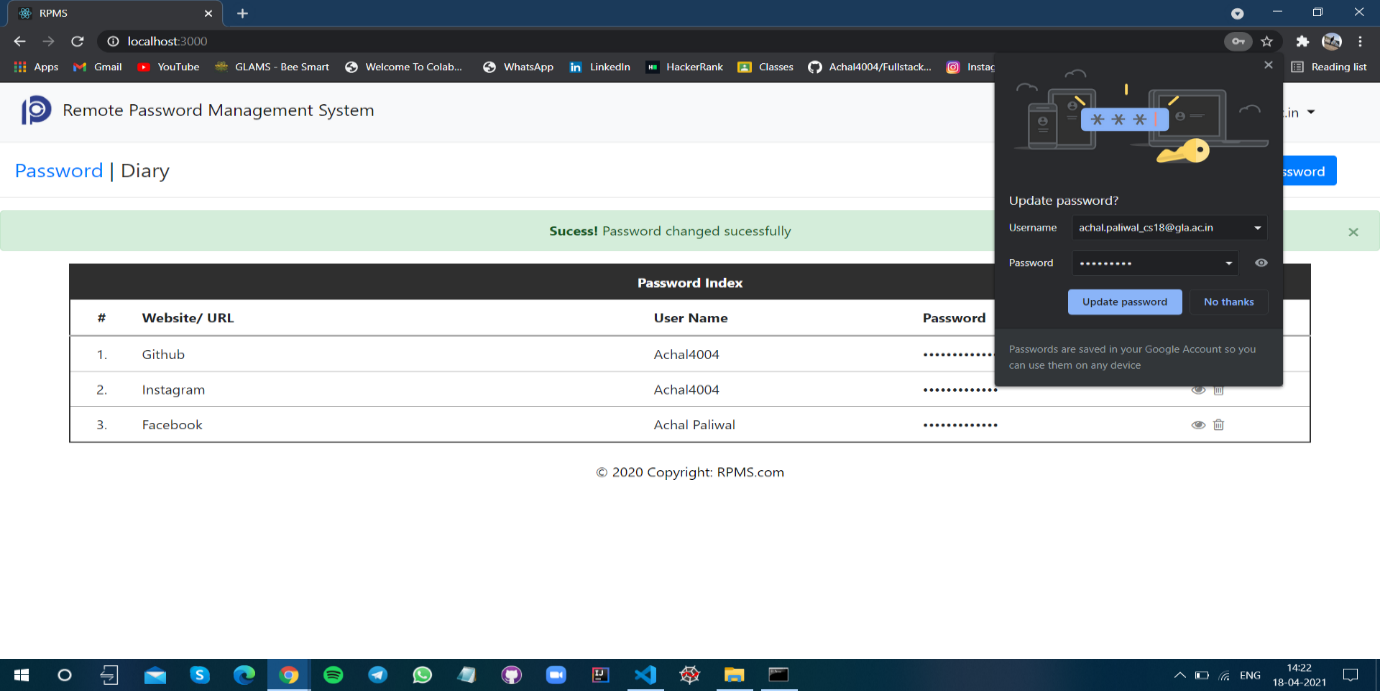 RPMS
localhost:3000
Apps Gmail YouTube GLAMS - Bee Smart Welcome To Colab... WhatsApp LinkedIn HackerRank Classes Achal4004/Fullstack... Instag Reading list
Remote Password Management System
.in
Password | Diary
ssword
Sucess! Password changed sucessfully
Update password?
Username achal.paliwal_cs18@gla.ac.in
Password •••••••••
Update password No thanks
Passwords are saved in your Google Account so you
can use them on any device
Password Index
# Website/ URL User Name Password
1. Github Achal4004 •••••••••••••
2. Instagram Achal4004 •••••••••••••
3. Facebook Achal Paliwal •••••••••••••
© 2020 Copyright: RPMS.com
ENG
14:22
18-04-2021